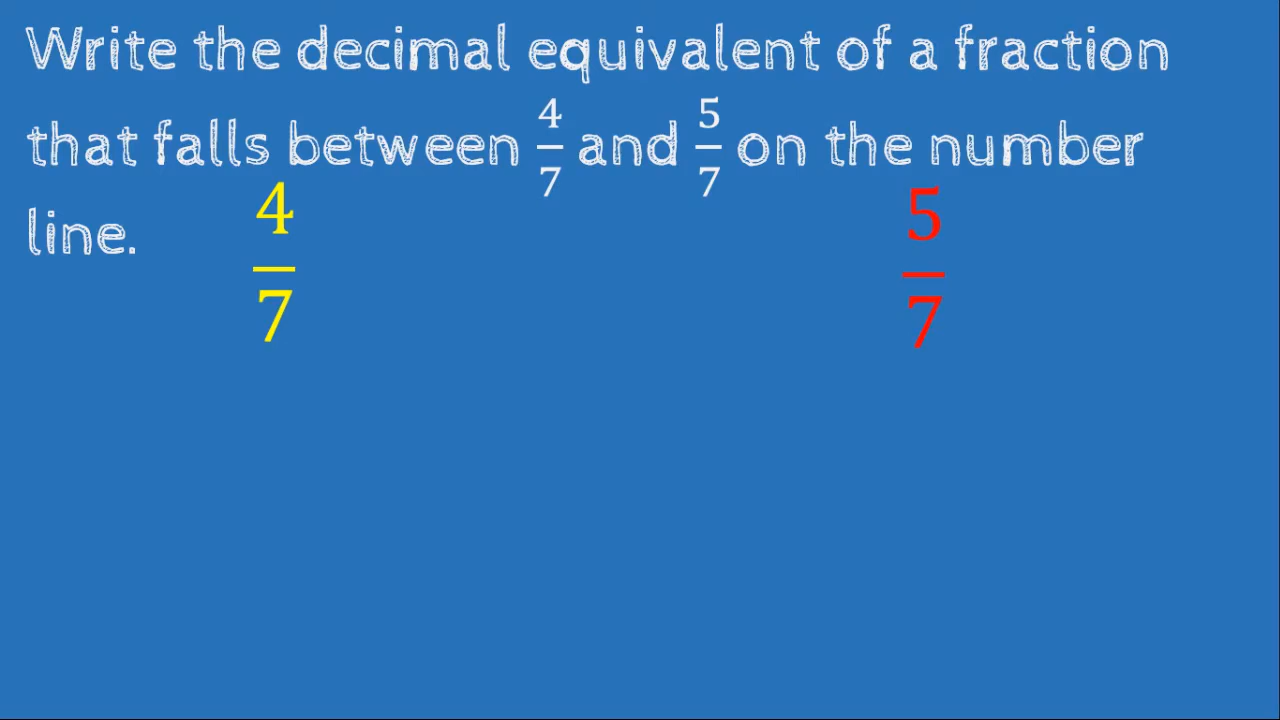 Write the decimal equivalent of a fraction
that falls between 4/7 and 5/7 on the number
line.
4/7 5/7